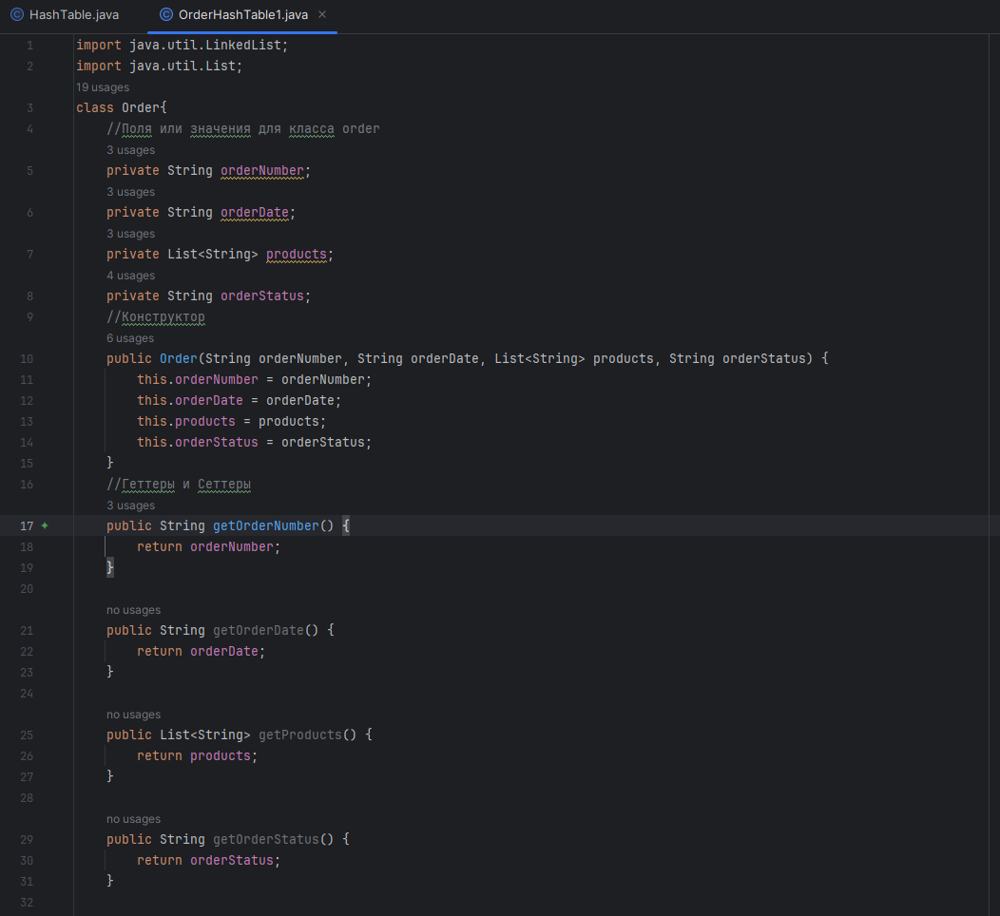 HashTable.java OrderHashTable1.java
1 import java.util.LinkedList;
2 import java.util.List;
19 usages
3 class Order{
4 //Поля или значения для класса order
3 usages
5 private String orderNumber;
3 usages
6 private String orderDate;
3 usages
7 private List<String> products;
4 usages
8 private String orderStatus;
9 //Конструктор
6 usages
10 public Order(String orderNumber, String orderDate, List<String> products, String orderStatus) {
11 this.orderNumber = orderNumber;
12 this.orderDate = orderDate;
13 this.products = products;
14 this.orderStatus = orderStatus;
15 }
16 //Геттеры и Сеттеры
3 usages
17 public String getOrderNumber() {
18 return orderNumber;
19 }
20
no usages
21 public String getOrderDate() {
22 return orderDate;
23 }
24
no usages
25 public List<String> getProducts() {
26 return products;
27 }
28
no usages
29 public String getOrderStatus() {
30 return orderStatus;
31 }
32